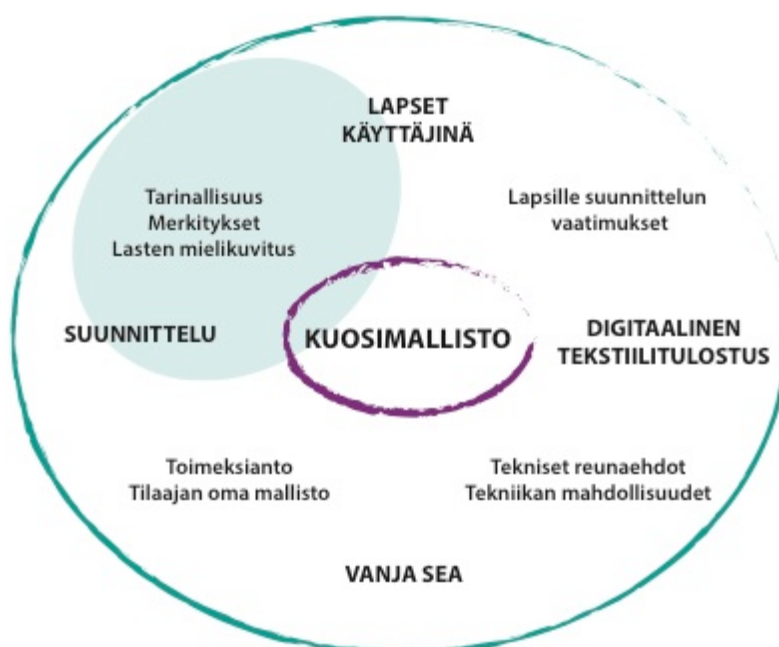 LAPSET
KÄYTTÄJINÄ
Tarinallisuus
Merkitykset
Lasten mielikuvitus
Lapsille suunnittelun
vaatimukset
SUUNNITTELU
KUOSIMALLISTO
DIGITAALINEN
TEKSTIILITULOSTUS
Toimeksianto
Tilaajan oma mallisto
Tekniset reunaehdot
Tekniikan mahdollisuudet
VANJA SEA